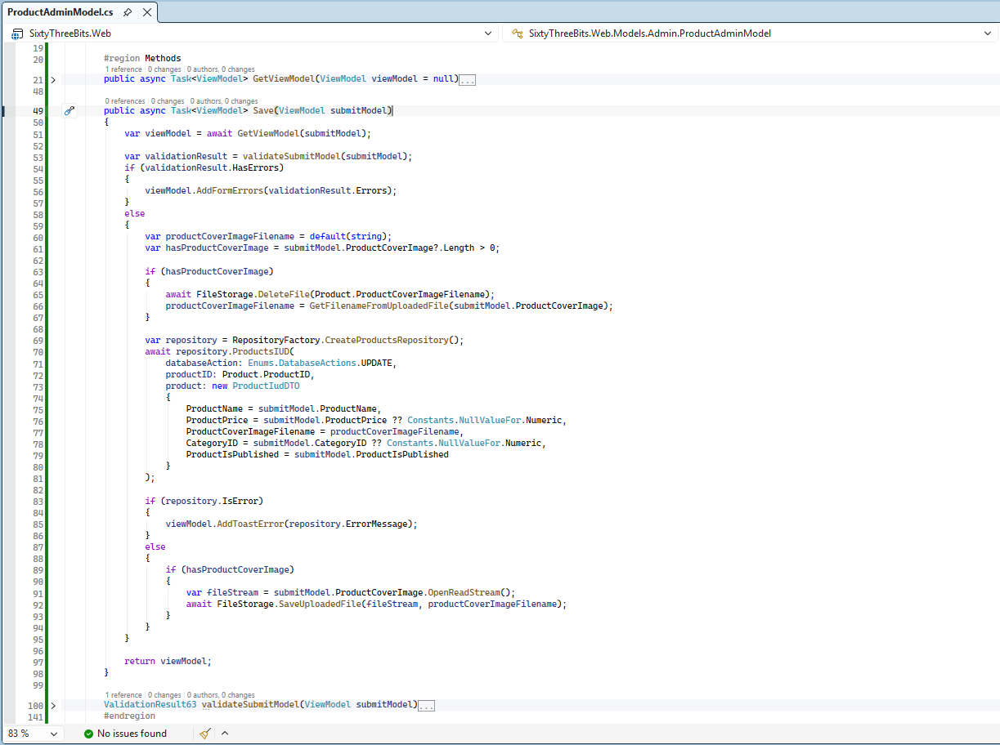 ProductAdminModel.cs
SixtyThreeBits.Web
SixtyThreeBits.Web.Models.Admin.ProductAdminModel
19
20 #region Methods
1 reference | 0 changes | 0 authors, 0 changes
21 public async Task<ViewModel> GetViewModel(ViewModel viewModel = null)...
48
0 references | 0 changes | 0 authors, 0 changes
49 public async Task<ViewModel> Save(ViewModel submitModel)
50 {
51 var viewModel = await GetViewModel(submitModel);
52
53 var validationResult = validateSubmitModel(submitModel);
54 if (validationResult.HasErrors)
55 {
56 viewModel.AddFormErrors(validationResult.Errors);
57 }
58 else
59 {
60 var productCoverImageFilename = default(string);
61 var hasProductCoverImage = submitModel.ProductCoverImage?.Length > 0;
62
63 if (hasProductCoverImage)
64 {
65 await FileStorage.DeleteFile(Product.ProductCoverImageFilename);
66 productCoverImageFilename = GetFilenameFromUploadedFile(submitModel.ProductCoverImage);
67 }
68
69 var repository = RepositoryFactory.CreateProductsRepository();
70 await repository.ProductsIUD(
71 databaseAction: Enums.DatabaseActions.UPDATE,
72 productID: Product.ProductID,
73 product: new ProductIudDTO
74 {
75 ProductName = submitModel.ProductName,
76 ProductPrice = submitModel.ProductPrice ?? Constants.NullValueFor.Numeric,
77 ProductCoverImageFilename = productCoverImageFilename,
78 CategoryID = submitModel.CategoryID ?? Constants.NullValueFor.Numeric,
79 ProductIsPublished = submitModel.ProductIsPublished
80 }
81 );
82
83 if (repository.IsError)
84 {
85 viewModel.AddToastError(repository.ErrorMessage);
86 }
87 else
88 {
89 if (hasProductCoverImage)
90 {
91 var fileStream = submitModel.ProductCoverImage.OpenReadStream();
92 await FileStorage.SaveUploadedFile(fileStream, productCoverImageFilename);
93 }
94 }
95 }
96
97 return viewModel;
98 }
99
1 reference | 0 changes | 0 authors, 0 changes
100 ValidationResult63 validateSubmitModel(ViewModel submitModel)...
141 #endregion
83 % No issues found